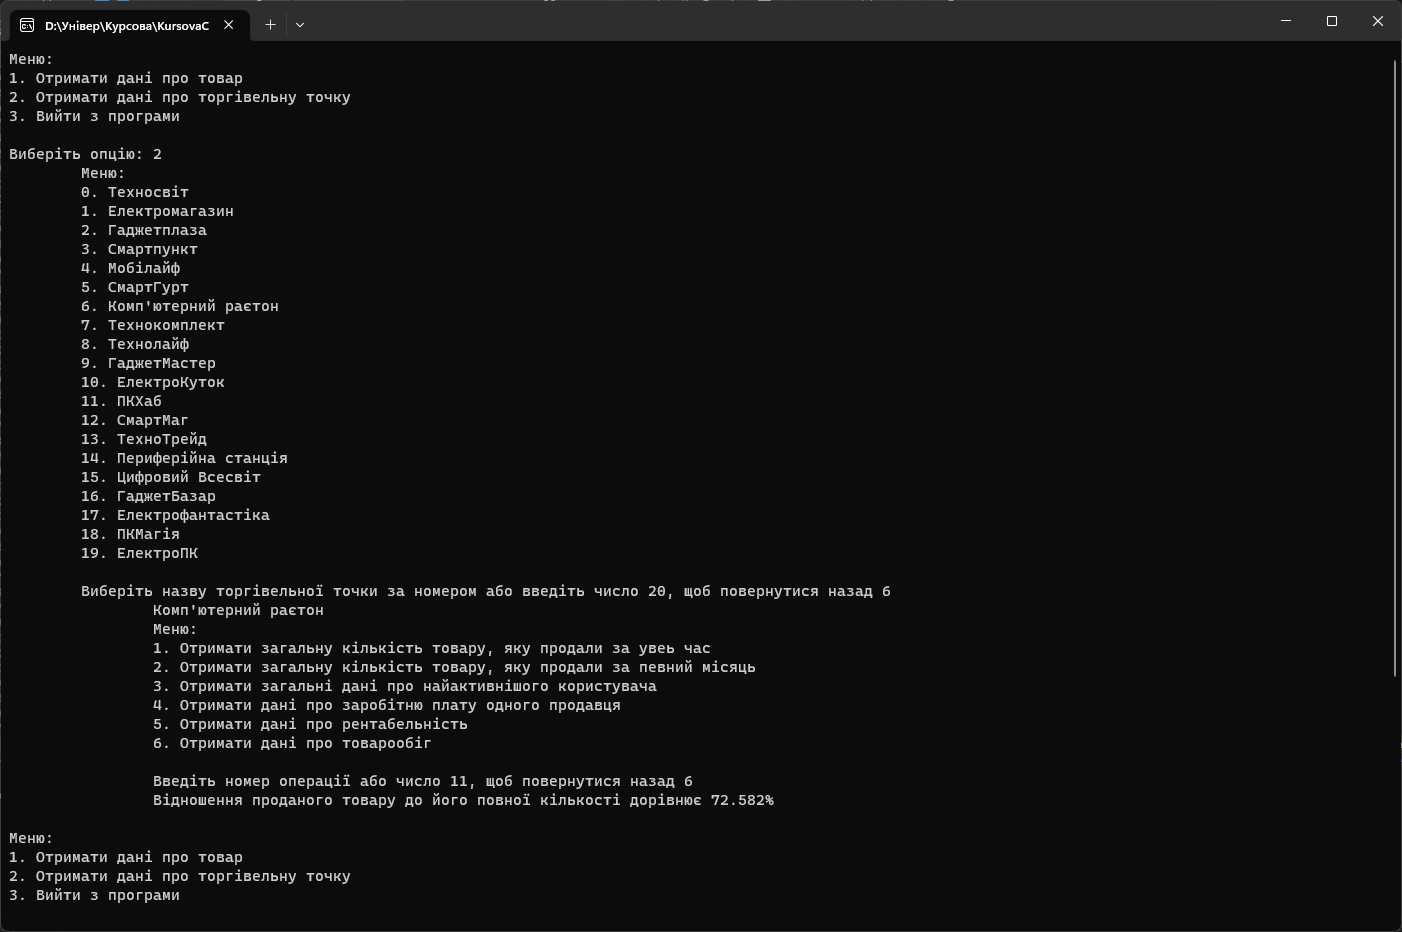 D:\Універ\Курсова\KursovaC
Меню:
1. Отримати дані про товар
2. Отримати дані про торгівельну точку
3. Вийти з програми
Виберіть опцію: 2
Меню:
0. Техносвіт
1. Електромагазин
2. Гаджетплаза
3. Смартпункт
4. Мобілайф
5. СмартГурт
6. Комп'ютерний раєтон
7. Технокомплект
8. Технолайф
9. ГаджетМастер
10. ЕлектроКуток
11. ПКХаб
12. СмартМаг
13. ТехноТрейд
14. Периферійна станція
15. Цифровий Всесвіт
16. ГаджетБазар
17. Електрофантастіка
18. ПКМагія
19. ЕлектроПК
Виберіть назву торгівельної точки за номером або введіть число 20, щоб повернутися назад 6
Комп'ютерний раєтон
Меню:
1. Отримати загальну кількість товару, яку продали за увеь час
2. Отримати загальну кількість товару, яку продали за певний місяць
3. Отримати загальні дані про найактивнішого користувача
4. Отримати дані про заробітню плату одного продавця
5. Отримати дані про рентабельність
6. Отримати дані про товарообіг
Введіть номер операції або число 11, щоб повернутися назад 6
Відношення проданого товару до його повної кількості дорівнює 72.582%
Меню:
1. Отримати дані про товар
2. Отримати дані про торгівельну точку
3. Вийти з програми